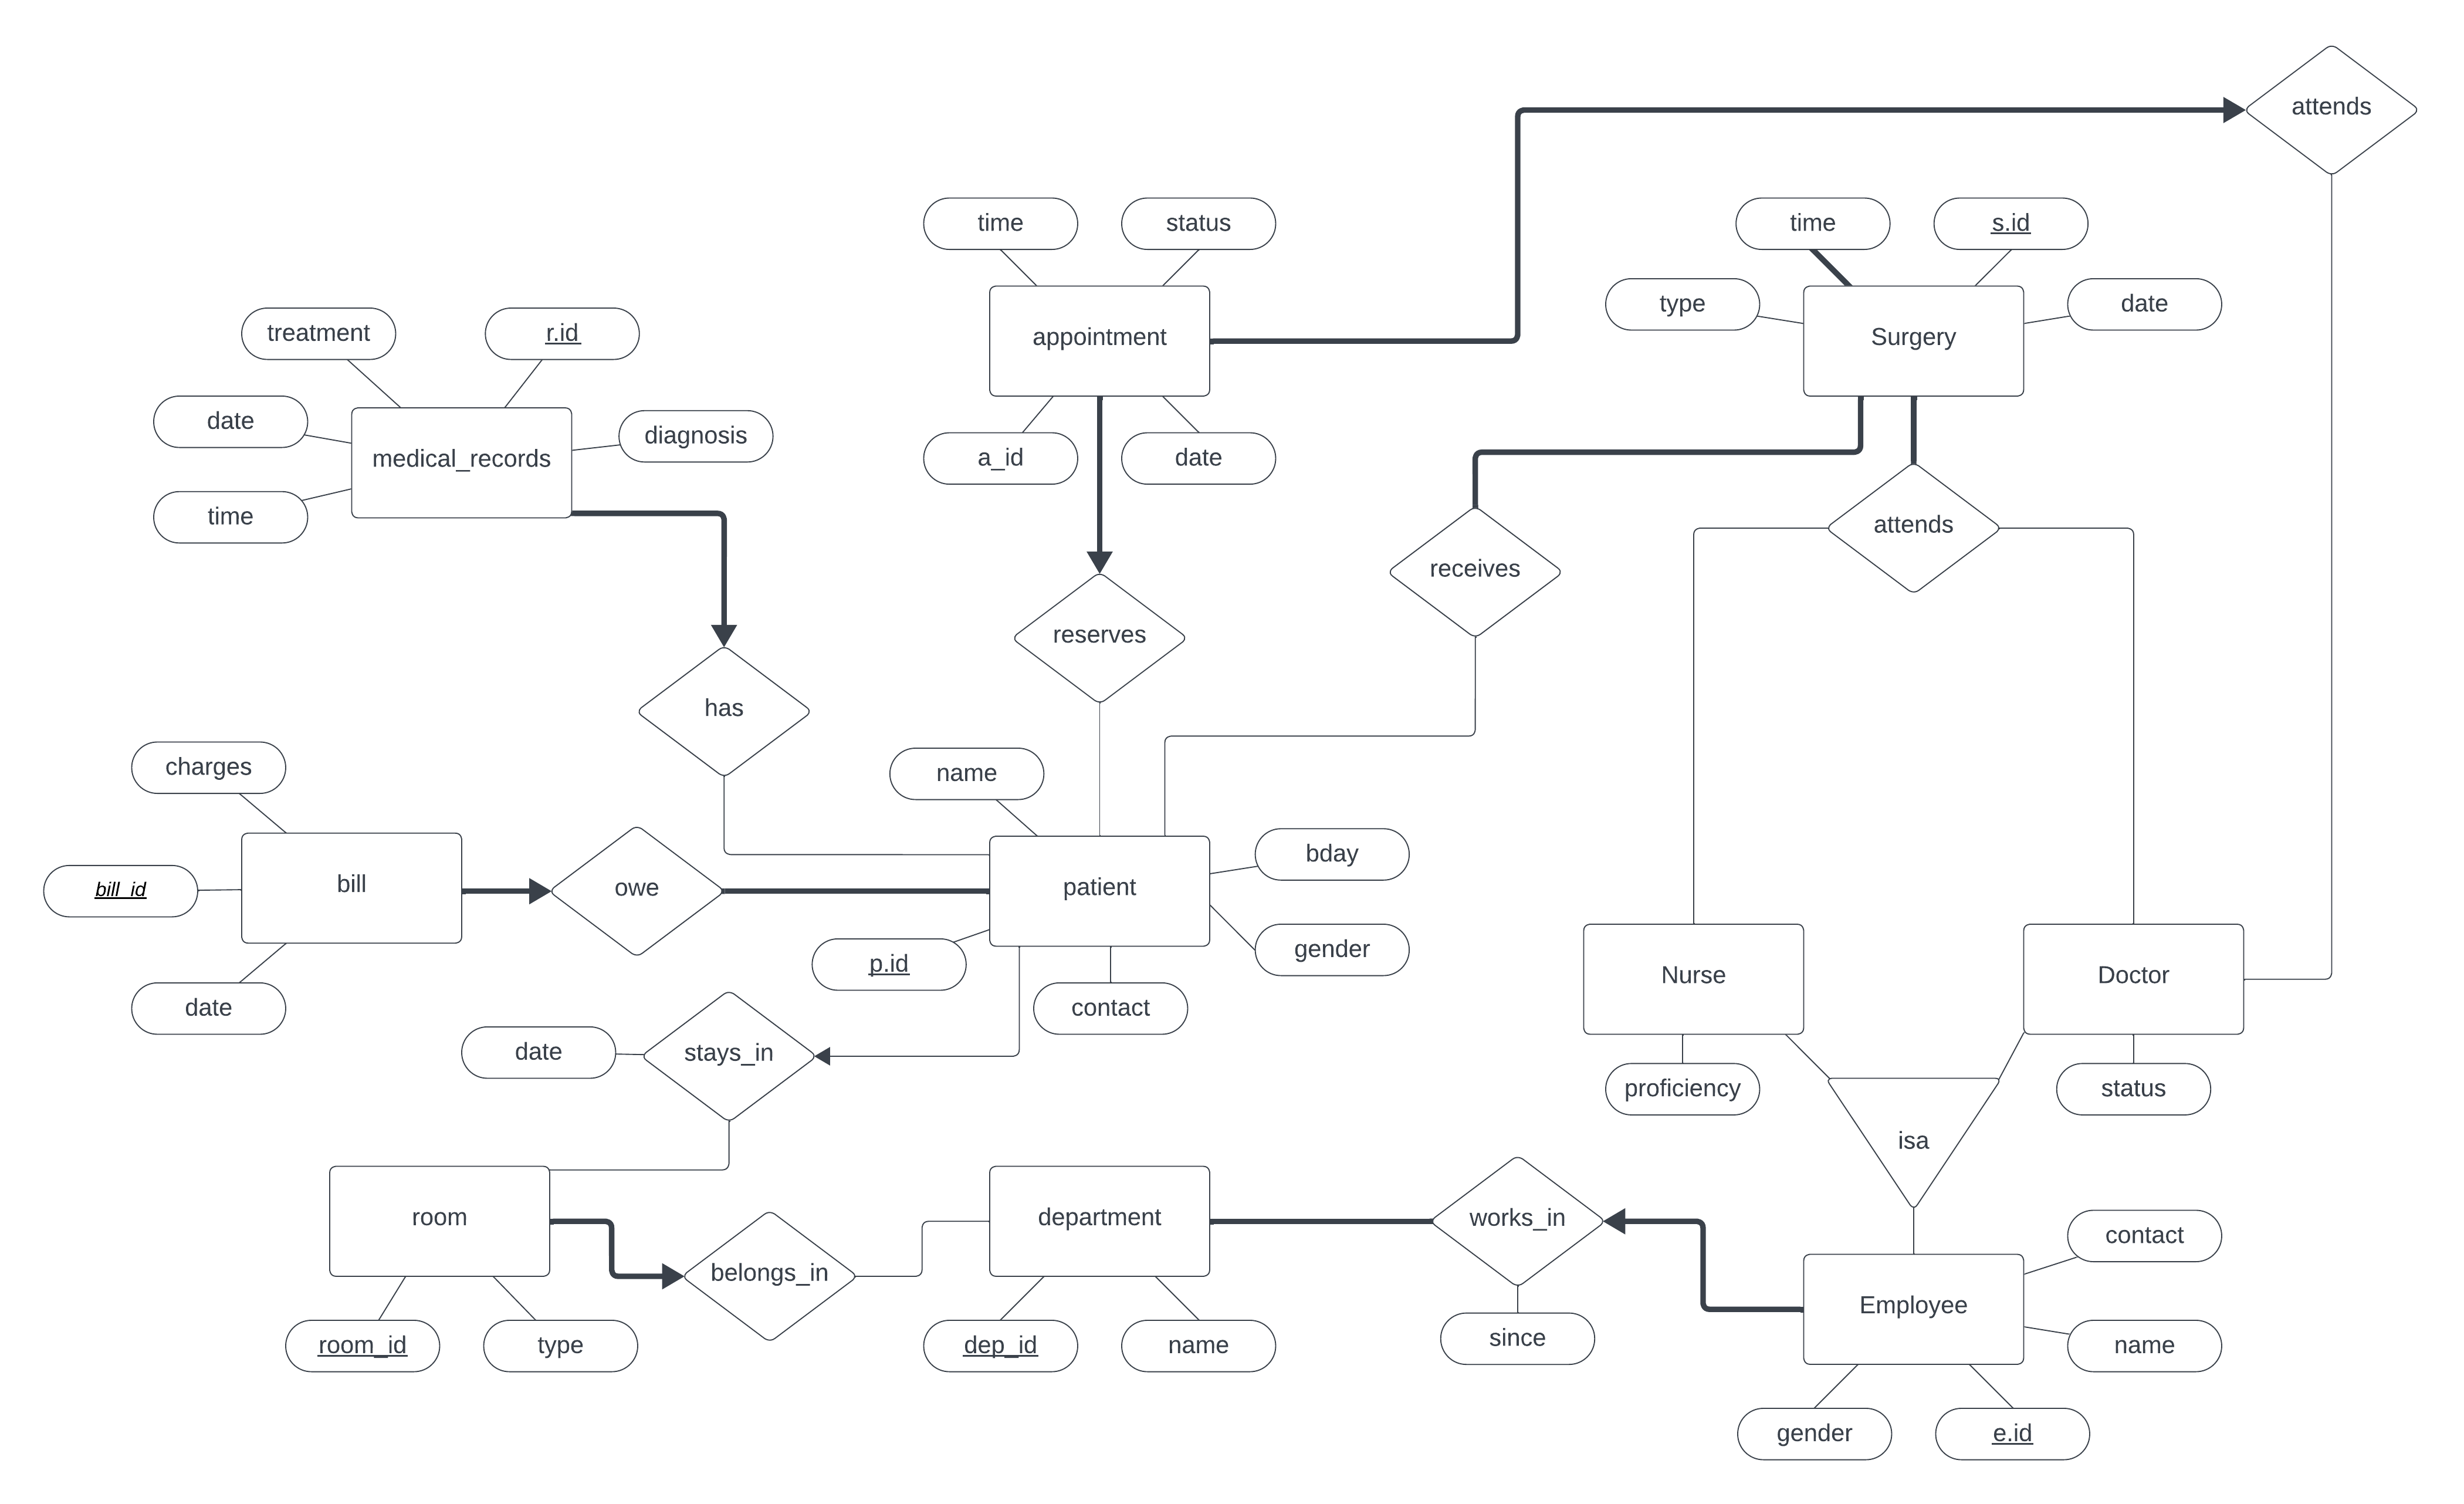 attends
time
status
time
s.id
type
date
treatment
r.id
appointment
Surgery
date
diagnosis
medical_records
a_id
date
time
attends
receives
reserves
has
name
charges
bday
bill
owe
patient
bill_id
gender
p.id
Nurse
Doctor
date
contact
date
stays_in
proficiency
status
isa
room
department
works_in
contact
belongs_in
Employee
room_id
type
dep_id
name
since
name
gender
e.id